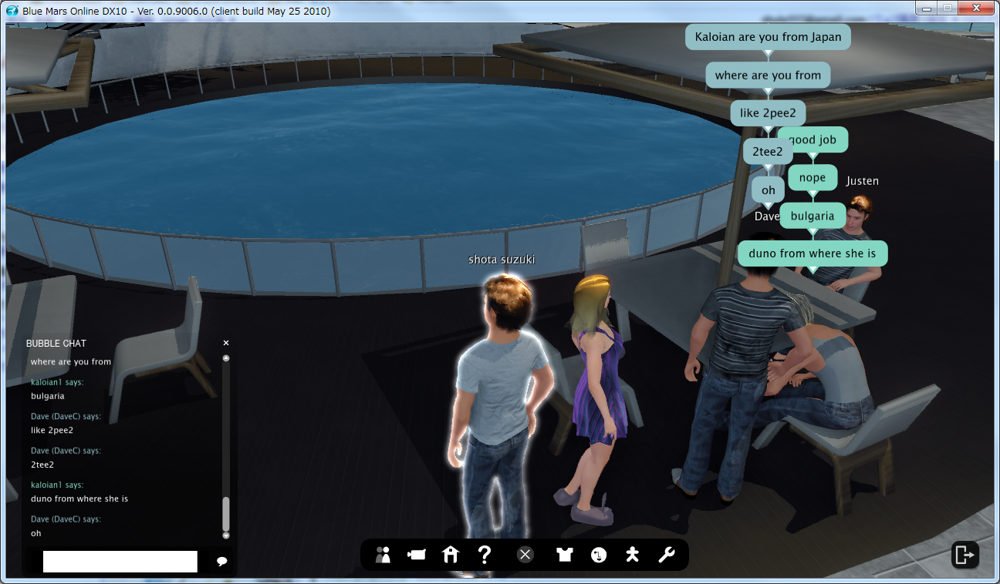 Blue Mars Online DX10 - Ver. 0.0.9006.0 (client build May 25 2010)
Kaloian are you from Japan
where are you from
like 2pee2
good job
2tee2
nope
Justen
oh
Dave
bulgaria
duno from where she is
shota suzuki
BUBBLE CHAT
where are you from
kaloian1 says:
bulgaria
Dave (DaveC) says:
like 2pee2
Dave (DaveC) says:
2tee2
kaloian1 says:
duno from where she is
Dave (DaveC) says:
oh
?